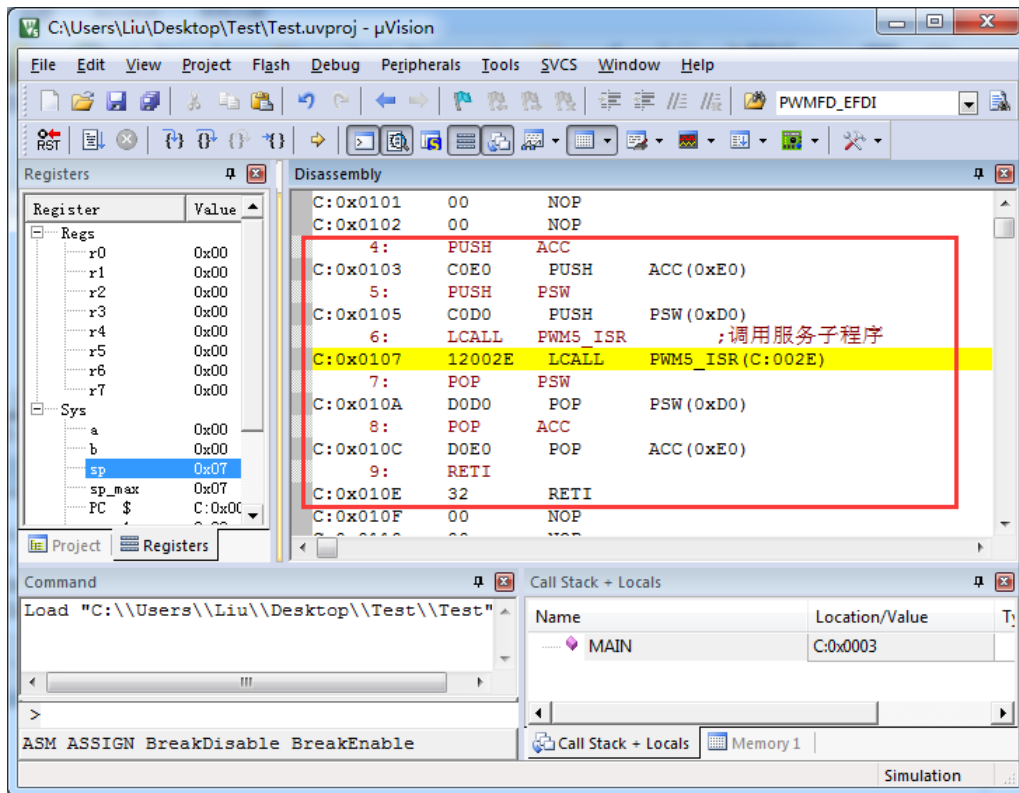 C:\Users\Liu\Desktop\Test\Test.uvproj - µVision
File Edit View Project Flash Debug Peripherals Tools SVCS Window Help
PWMFD_EFDI
RST
Registers
Register Value
Regs
r0 0x00
r1 0x00
r2 0x00
r3 0x00
r4 0x00
r5 0x00
r6 0x00
r7 0x00
Sys
a 0x00
b 0x00
sp 0x07
sp_max 0x07
PC $ C:0x00
Project Registers
Disassembly
C:0x0101 00 NOP
C:0x0102 00 NOP
4: PUSH ACC
C:0x0103 C0E0 PUSH ACC(0xE0)
5: PUSH PSW
C:0x0105 C0D0 PUSH PSW(0xD0)
6: LCALL PWM5_ISR ;调用服务子程序
C:0x0107 12002E LCALL PWM5_ISR(C:002E)
7: POP PSW
C:0x010A D0D0 POP PSW(0xD0)
8: POP ACC
C:0x010C D0E0 POP ACC(0xE0)
9: RETI
C:0x010E 32 RETI
C:0x010F 00 NOP
Command
Load "C:\\Users\\Liu\\Desktop\\Test\\Test"
>
ASM ASSIGN BreakDisable BreakEnable
Call Stack + Locals
Name Location/Value
MAIN C:0x0003
Call Stack + Locals Memory 1
Simulation